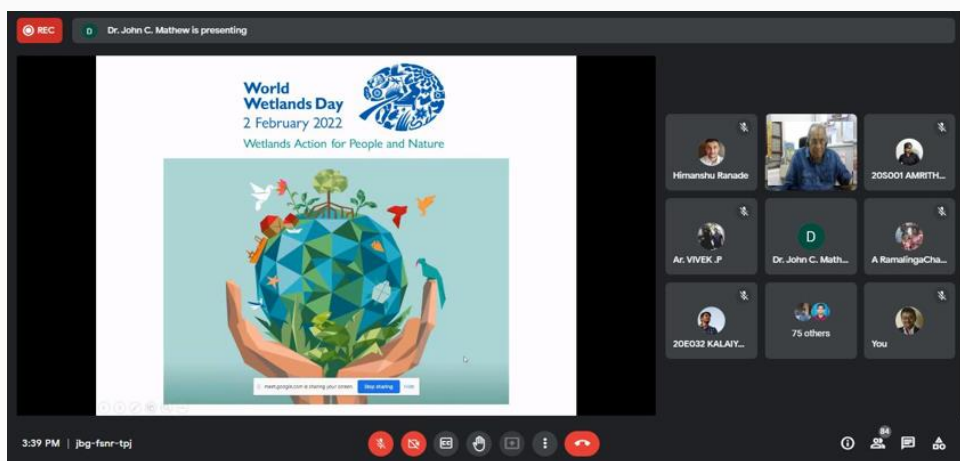 REC
D Dr. John C. Mathew is presenting
World
Wetlands Day
2 February 2022
Wetlands Action for People and Nature
meet.google.com is sharing your screen. Stop sharing Hide
Himanshu Ranade
20S001 AMRITH...
Ar. VIVEK .P
D
Dr. John C. Math...
A RamalingaCha...
20E032 KALAIY...
75 others
You
3:39 PM | jbg-fsnr-tpj
84